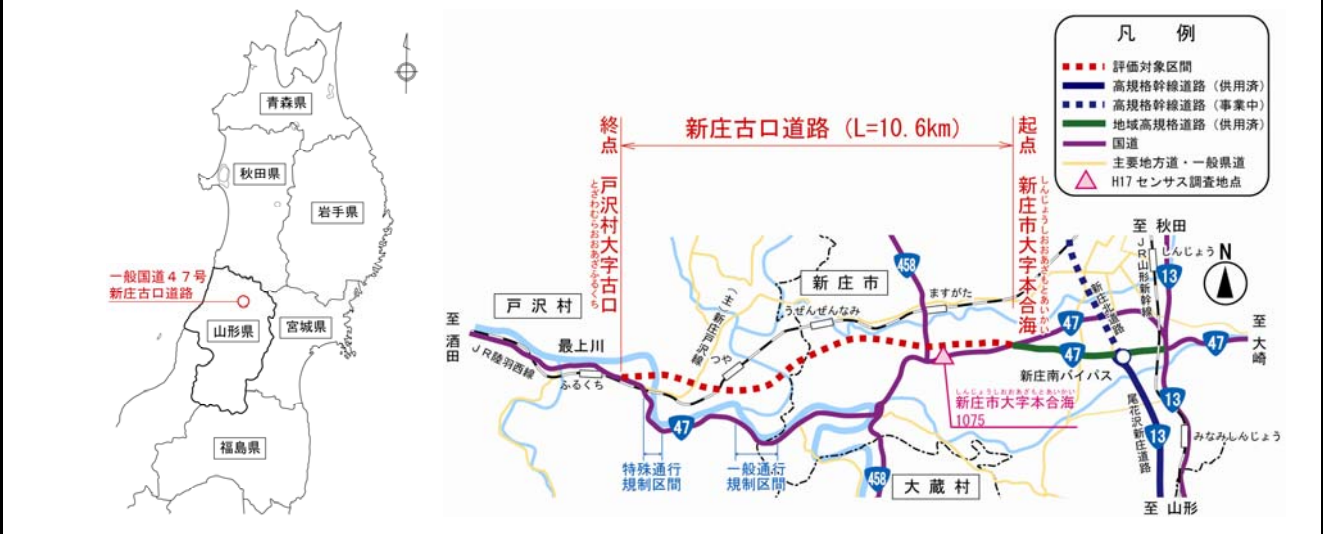 青森県
秋田県
岩手県
一般国道47号
新庄古口道路
山形県
宮城県
福島県
凡　例
評価対象区間
高規格幹線道路（供用済）
高規格幹線道路（事業中）
地域高規格道路（供用済）
国道
主要地方道・一般県道
H17 センサス調査地点
終点
新庄古口道路（L=10.6km）
起点
戸沢村大字古口
とざわむらおおあざふるくち
新庄市大字本合海
しんじょうしおおあざもとあいかい
至 秋田
しんじょう
N
JR山形新幹線
13
458
新庄市
戸沢村
ますがた
うぜんぜんなみ
(主)新庄戸沢線
新庄北道路
47
至酒田
最上川
JR陸羽西線
つや
ふるくち
47
47
至大崎
新庄南バイパス
しんじょうしおおあざもとあいかい
新庄市大字本合海
1075
尾花沢新庄道路
13
13
47
みなみしんじょう
特殊通行
規制区間
一般通行
規制区間
458
大蔵村
至 山形